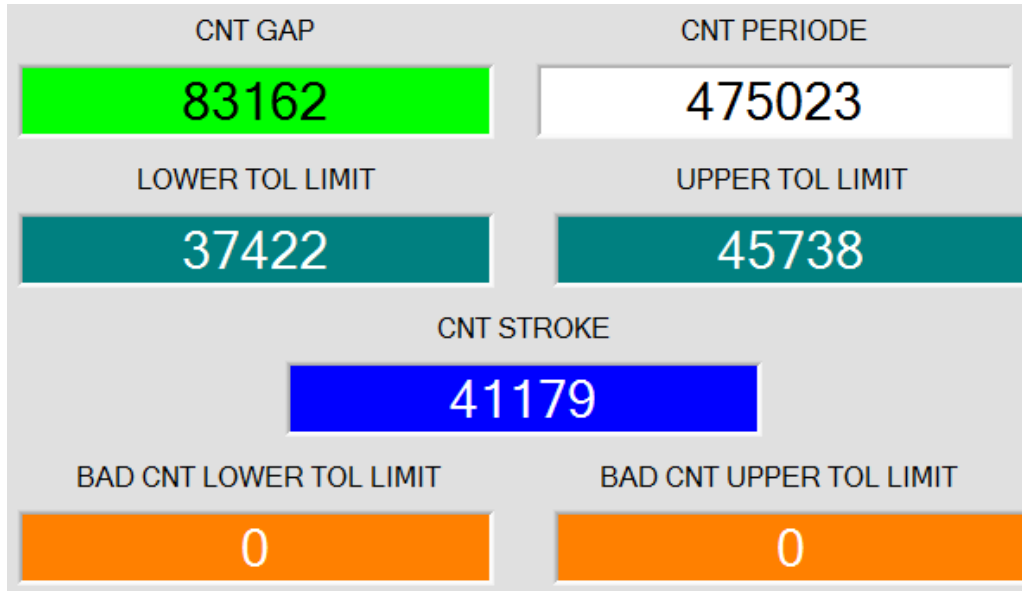 CNT GAP CNT PERIODE
83162 475023
LOWER TOL LIMIT UPPER TOL LIMIT
37422 45738
CNT STROKE
41179
BAD CNT LOWER TOL LIMIT BAD CNT UPPER TOL LIMIT
0 0